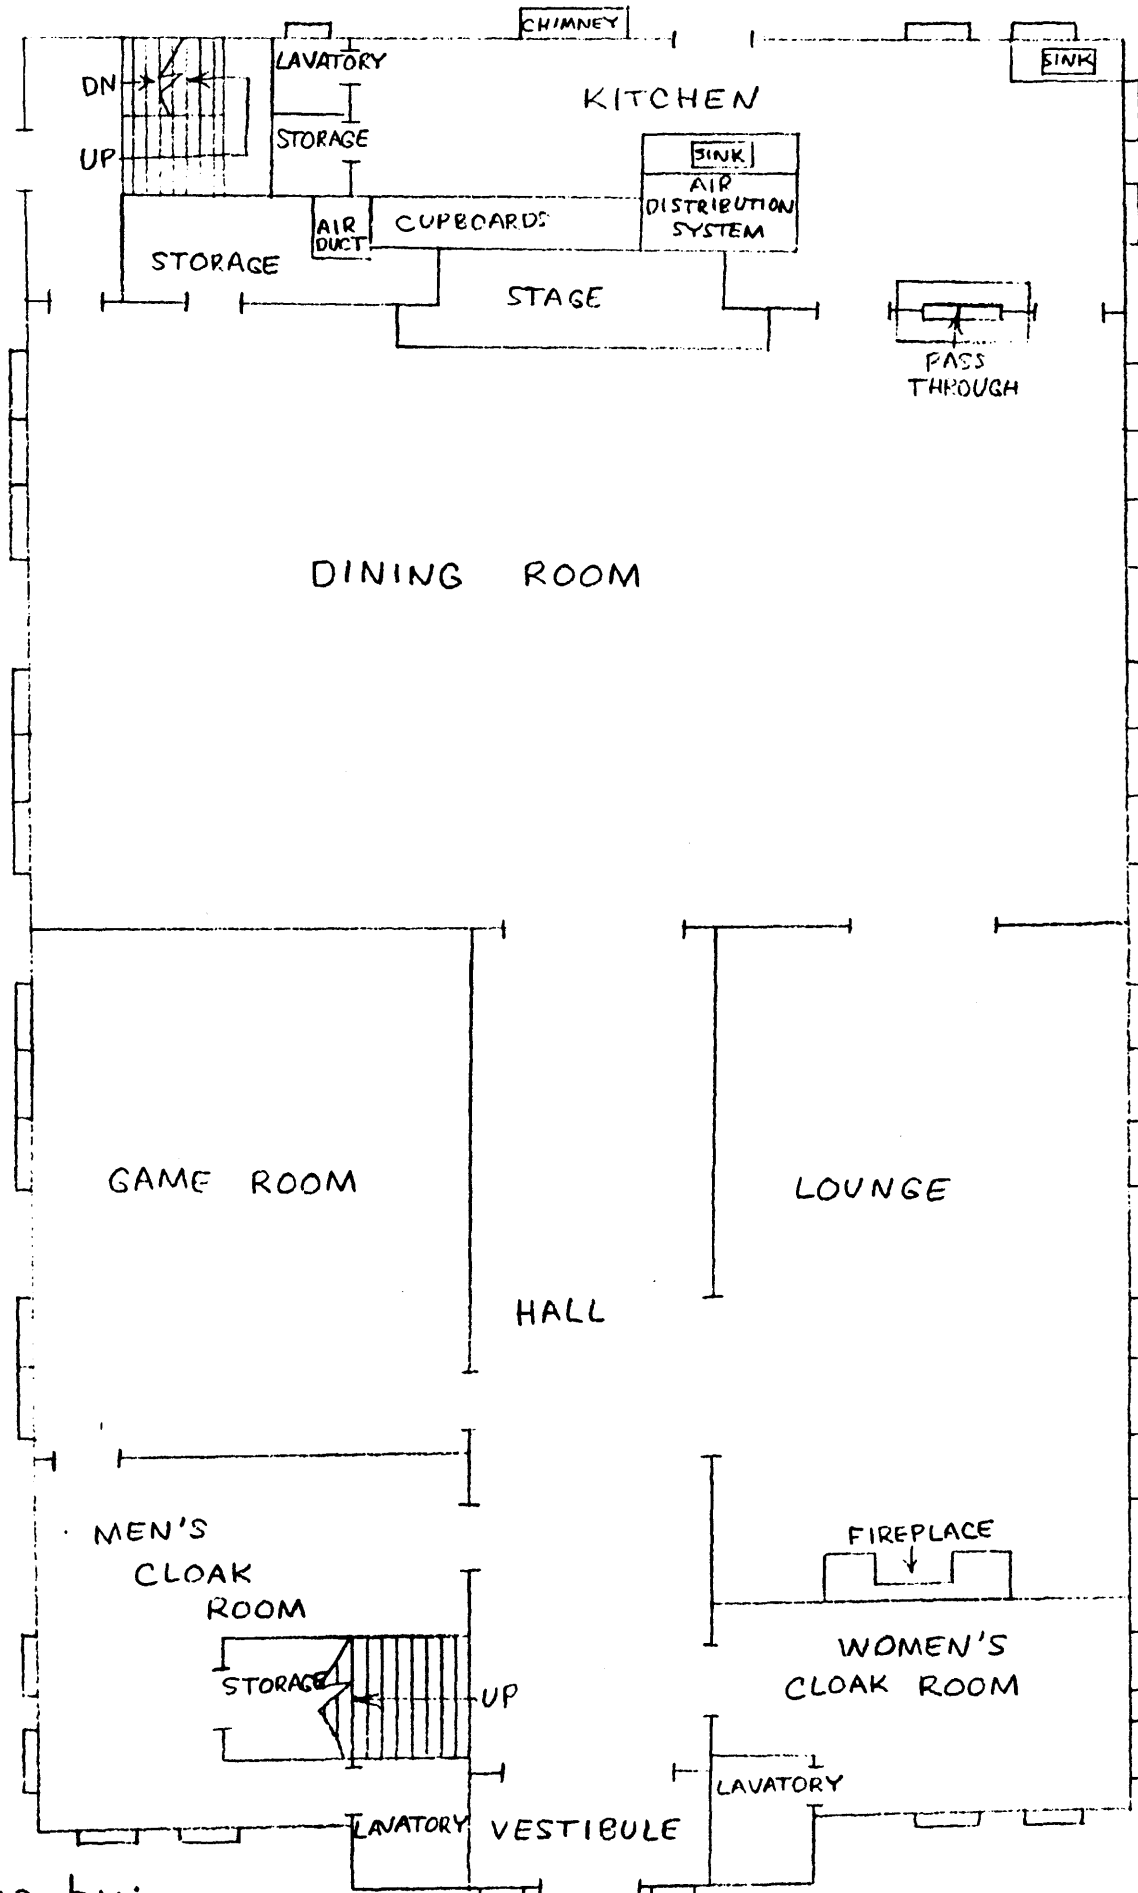 CHIMNEY
LAVATORY
SINK
DN
KITCHEN
STORAGE
UP
SINK
AIR
DISTRIBUTION
SYSTEM
AIR
DUCT
CUPBOARDS
STORAGE
STAGE
PASS
THROUGH
DINING ROOM
GAME ROOM
LOUNGE
HALL
MEN'S
CLOAK
ROOM
FIREPLACE
WOMEN'S
CLOAK ROOM
STORAGE
UP
LAVATORY
LAVATORY
VESTIBULE
by: